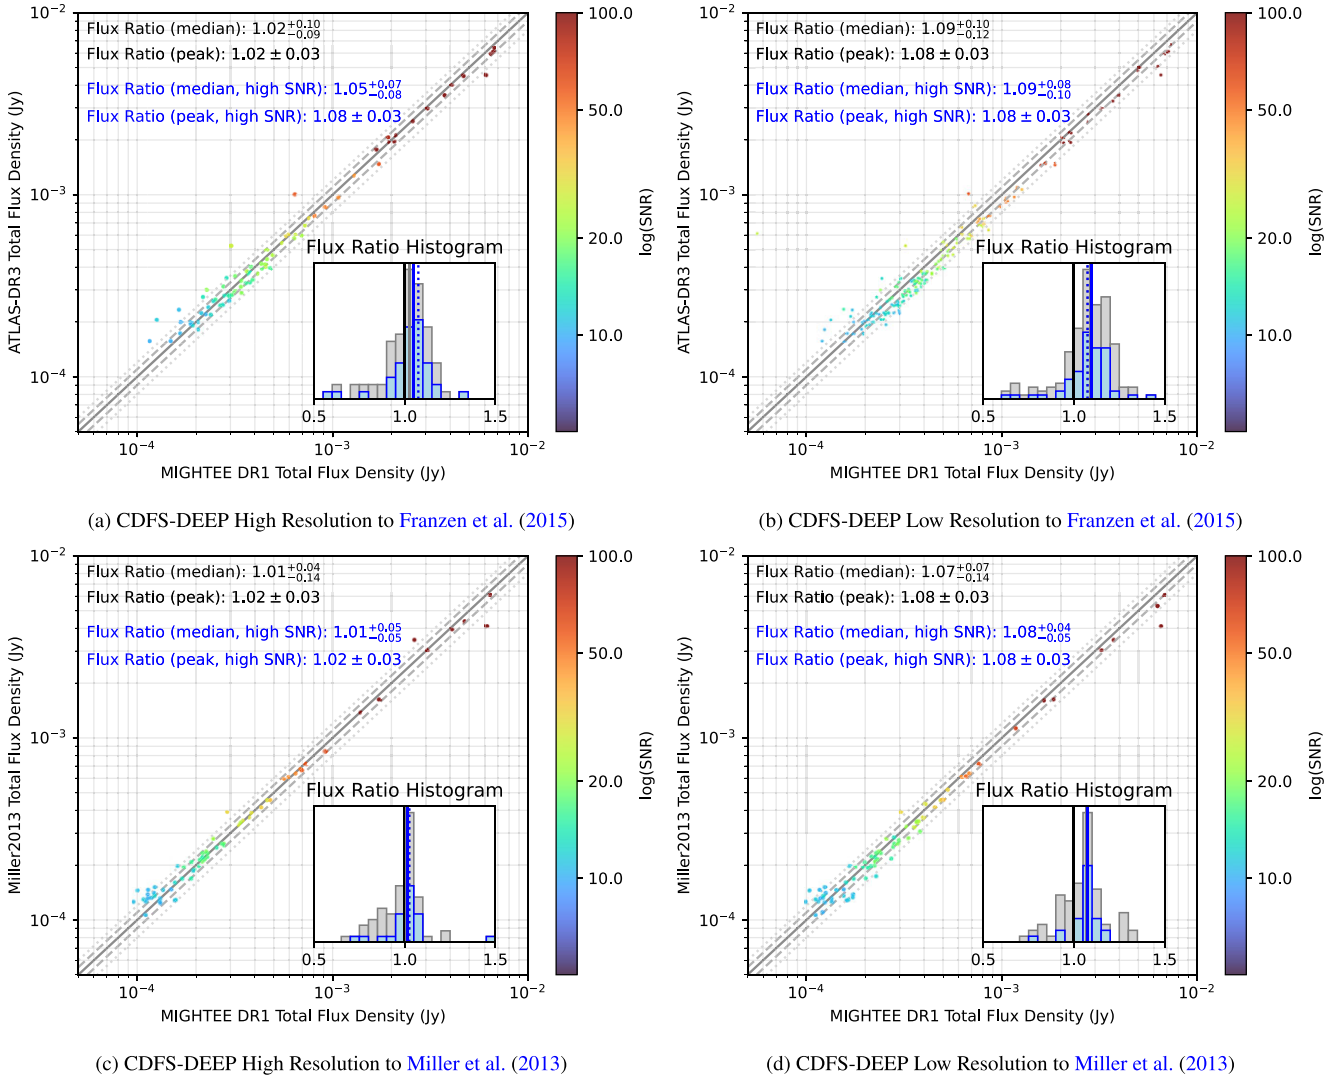 Flux Ratio (median): 1.02 +0.10 −0.09
Flux Ratio (peak): 1.02 ± 0.03
Flux Ratio (median, high SNR): 1.05 +0.07 −0.08
Flux Ratio (peak, high SNR): 1.08 ± 0.03
ATLAS-DR3 Total Flux Density (Jy)
10⁻²
10⁻³
10⁻⁴
Flux Ratio Histogram
0.5 1.0 1.5
10⁻⁴ 10⁻³ 10⁻²
MIGHTEE DR1 Total Flux Density (Jy)
100.0
50.0
20.0
10.0
log(SNR)
(a) CDFS-DEEP High Resolution to Franzen et al. (2015)
Flux Ratio (median): 1.09 +0.10 −0.12
Flux Ratio (peak): 1.08 ± 0.03
Flux Ratio (median, high SNR): 1.09 +0.08 −0.10
Flux Ratio (peak, high SNR): 1.08 ± 0.03
ATLAS-DR3 Total Flux Density (Jy)
10⁻²
10⁻³
10⁻⁴
Flux Ratio Histogram
0.5 1.0 1.5
10⁻⁴ 10⁻³ 10⁻²
MIGHTEE DR1 Total Flux Density (Jy)
100.0
50.0
20.0
10.0
log(SNR)
(b) CDFS-DEEP Low Resolution to Franzen et al. (2015)
Flux Ratio (median): 1.01 +0.04 −0.14
Flux Ratio (peak): 1.02 ± 0.03
Flux Ratio (median, high SNR): 1.01 +0.05 −0.05
Flux Ratio (peak, high SNR): 1.02 ± 0.03
Miller2013 Total Flux Density (Jy)
10⁻²
10⁻³
10⁻⁴
Flux Ratio Histogram
0.5 1.0 1.5
10⁻⁴ 10⁻³ 10⁻²
MIGHTEE DR1 Total Flux Density (Jy)
100.0
50.0
20.0
10.0
log(SNR)
(c) CDFS-DEEP High Resolution to Miller et al. (2013)
Flux Ratio (median): 1.07 +0.07 −0.14
Flux Ratio (peak): 1.08 ± 0.03
Flux Ratio (median, high SNR): 1.08 +0.04 −0.05
Flux Ratio (peak, high SNR): 1.08 ± 0.03
Miller2013 Total Flux Density (Jy)
10⁻²
10⁻³
10⁻⁴
Flux Ratio Histogram
0.5 1.0 1.5
10⁻⁴ 10⁻³ 10⁻²
MIGHTEE DR1 Total Flux Density (Jy)
100.0
50.0
20.0
10.0
log(SNR)
(d) CDFS-DEEP Low Resolution to Miller et al. (2013)